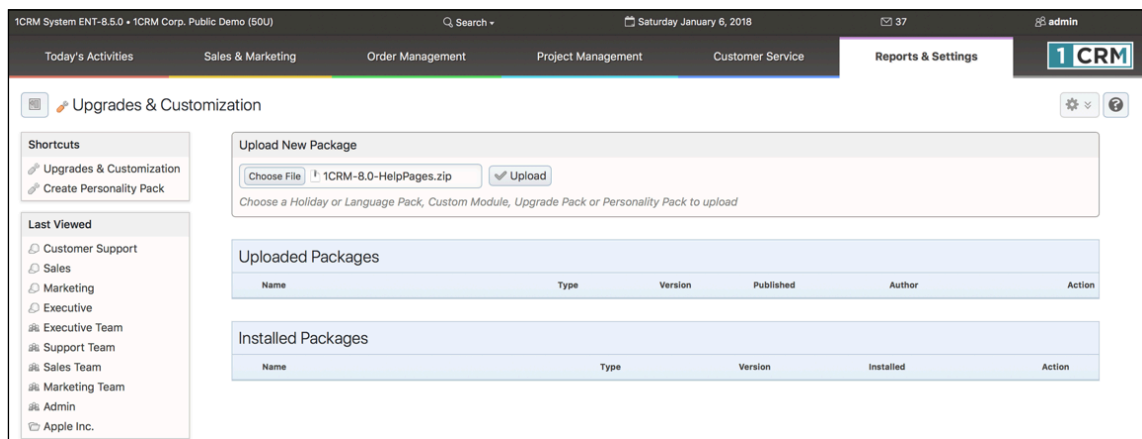 1CRM System ENT-8.5.0 • 1CRM Corp. Public Demo (50U) Search Saturday January 6, 2018 37 admin
Today's Activities Sales & Marketing Order Management Project Management Customer Service Reports & Settings 1 CRM
Upgrades & Customization
Shortcuts
Upgrades & Customization
Create Personality Pack
Last Viewed
Customer Support
Sales
Marketing
Executive
Executive Team
Support Team
Sales Team
Marketing Team
Admin
Apple Inc.
Upload New Package
Choose File 1CRM-8.0-HelpPages.zip Upload
Choose a Holiday or Language Pack, Custom Module, Upgrade Pack or Personality Pack to upload
Uploaded Packages
Name Type Version Published Author Action
Installed Packages
Name Type Version Installed Action